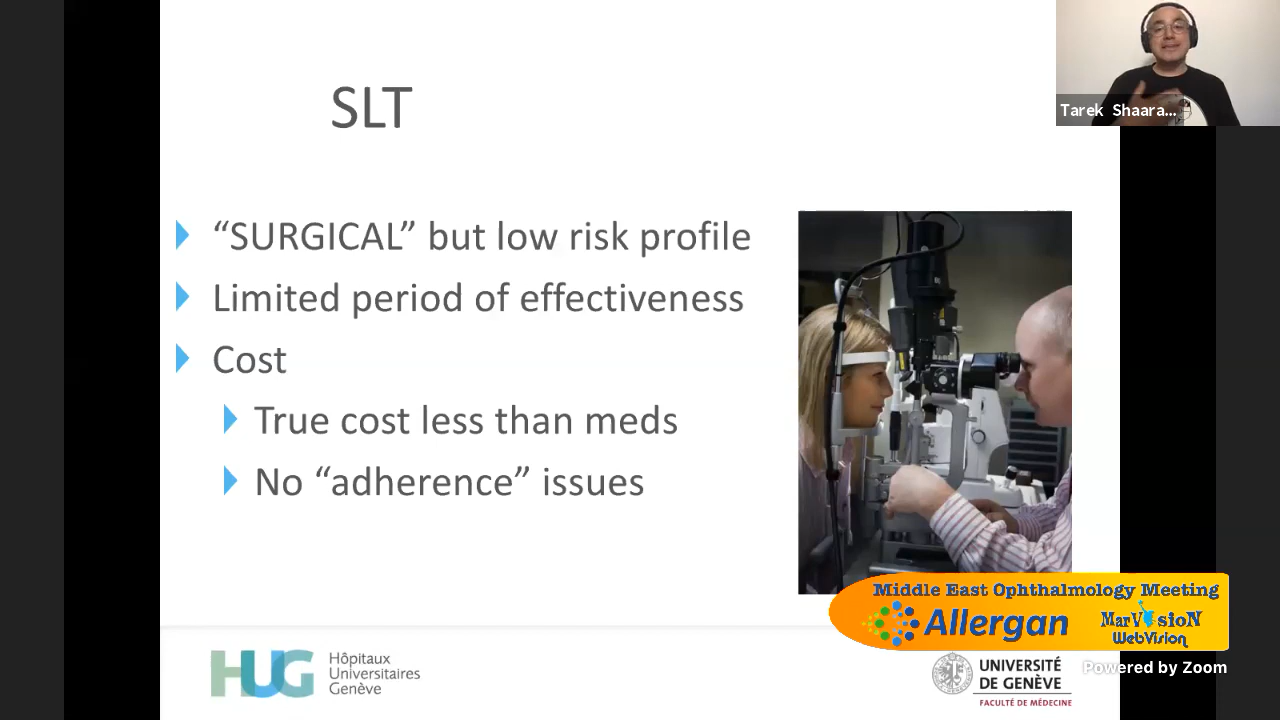 SLT
Tarek Shaara...
“SURGICAL” but low risk profile
Limited period of effectiveness
Cost
True cost less than meds
No “adherence” issues
Middle East Ophthalmology Meeting
Allergan
MarVisioN
WebVision
Powered by Zoom
HUG
Hôpitaux
Universitaires
Genève
UNIVERSITÉ
DE GENÈVE
FACULTÉ DE MÉDECINE